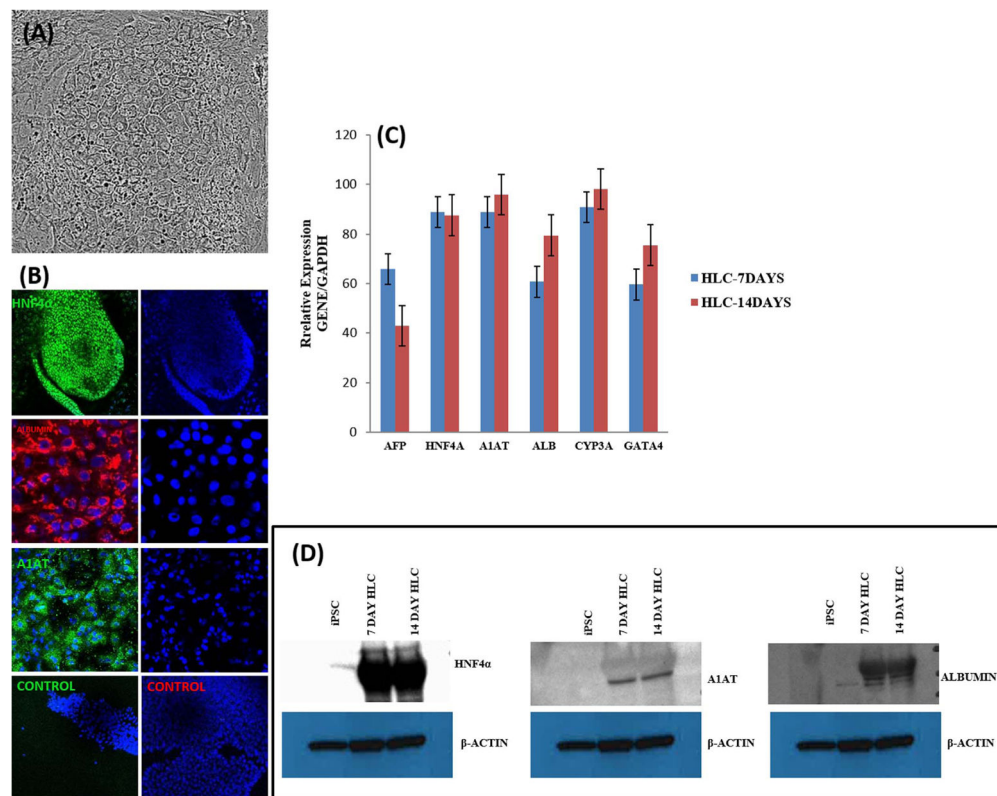 (A)
(B)
HNF4α
ALBUMIN
A1AT
CONTROL
CONTROL
(C)
120
100
80
60
40
20
0
Rrelative Expression
GENE/GAPDH
AFP
HNF4A
A1AT
ALB
CYP3A
GATA4
HLC-7DAYS
HLC-14DAYS
(D)
iPSC
7 DAY HLC
14 DAY HLC
HNF4α
β-ACTIN
iPSC
7 DAY HLC
14 DAY HLC
A1AT
β-ACTIN
iPSC
7 DAY HLC
14 DAY HLC
ALBUMIN
β-ACTIN